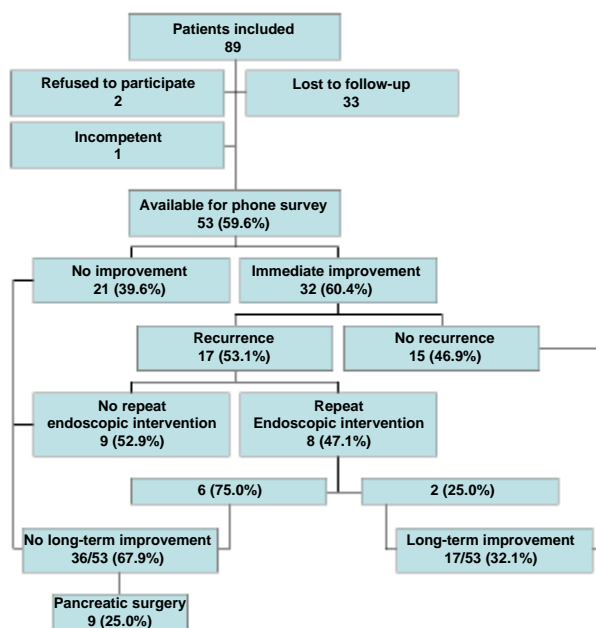 Patients included
89
Refused to participate
2
Lost to follow-up
33
Incompetent
1
Available for phone survey
53 (59.6%)
No improvement
21 (39.6%)
Immediate improvement
32 (60.4%)
Recurrence
17 (53.1%)
No recurrence
15 (46.9%)
No repeat
endoscopic intervention
9 (52.9%)
Repeat
Endoscopic intervention
8 (47.1%)
6 (75.0%)
2 (25.0%)
No long-term improvement
36/53 (67.9%)
Long-term improvement
17/53 (32.1%)
Pancreatic surgery
9 (25.0%)